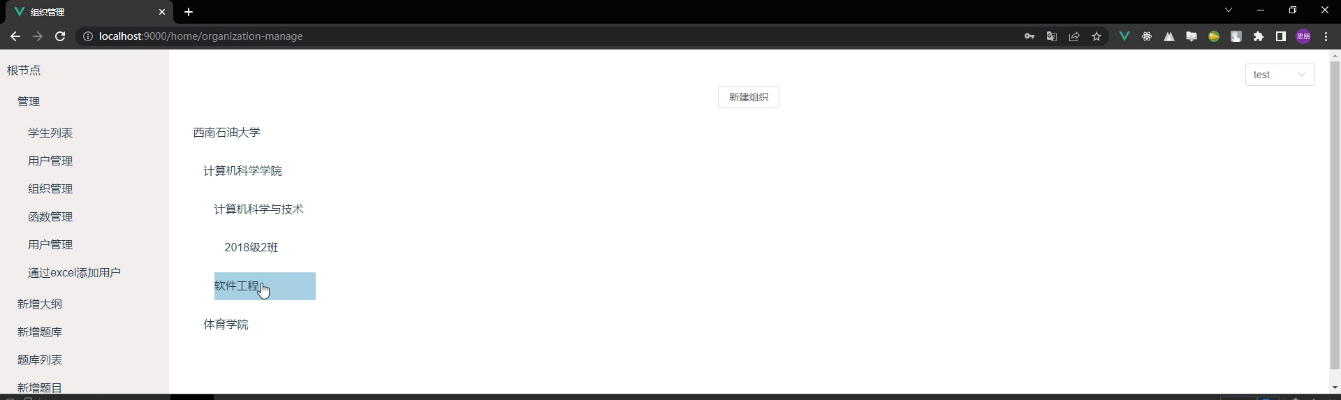 组织管理
localhost:9000/home/organization-manage
根节点
管理
学生列表
用户管理
组织管理
函数管理
用户管理
通过excel添加用户
新增大纲
新增题库
题库列表
新增题目
test
新建组织
西南石油大学
计算机科学学院
计算机科学与技术
2018级2班
软件工程
体育学院